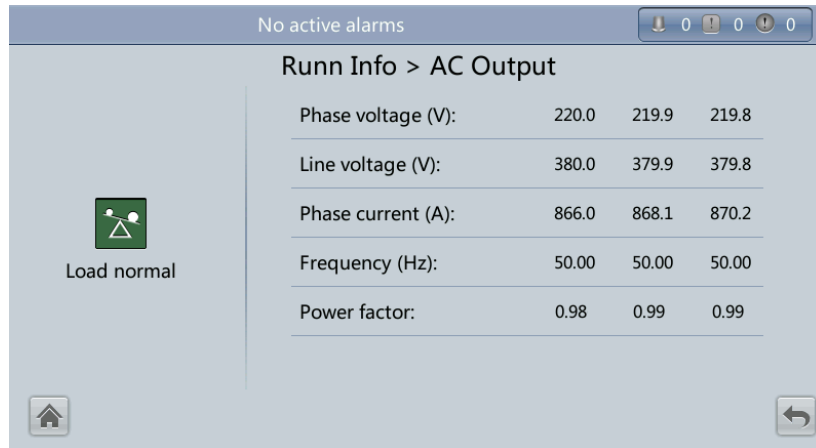 No active alarms 0 0 0
Runn Info > AC Output
Phase voltage (V): 220.0 219.9 219.8
Line voltage (V): 380.0 379.9 379.8
Phase current (A): 866.0 868.1 870.2
Load normal
Frequency (Hz): 50.00 50.00 50.00
Power factor: 0.98 0.99 0.99